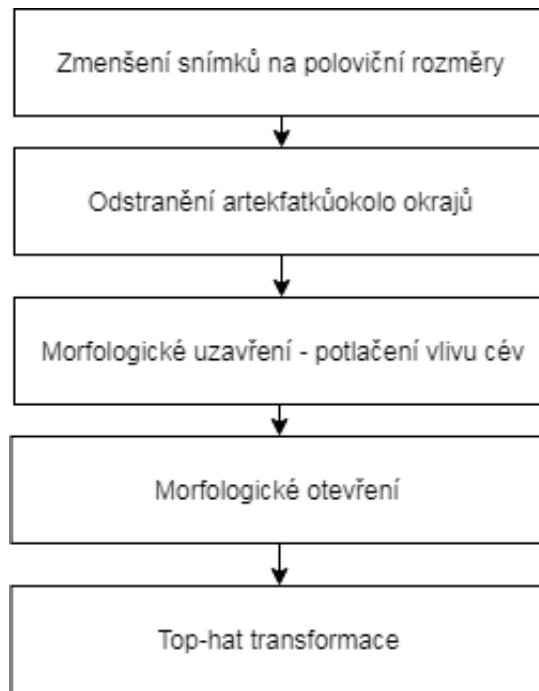 Zmenšení snímků na poloviční rozměry
Odstranění artekfatkůokolo okrajů
Morfologické uzavření - potlačení vlivu cév
Morfologické otevření
Top-hat transformace